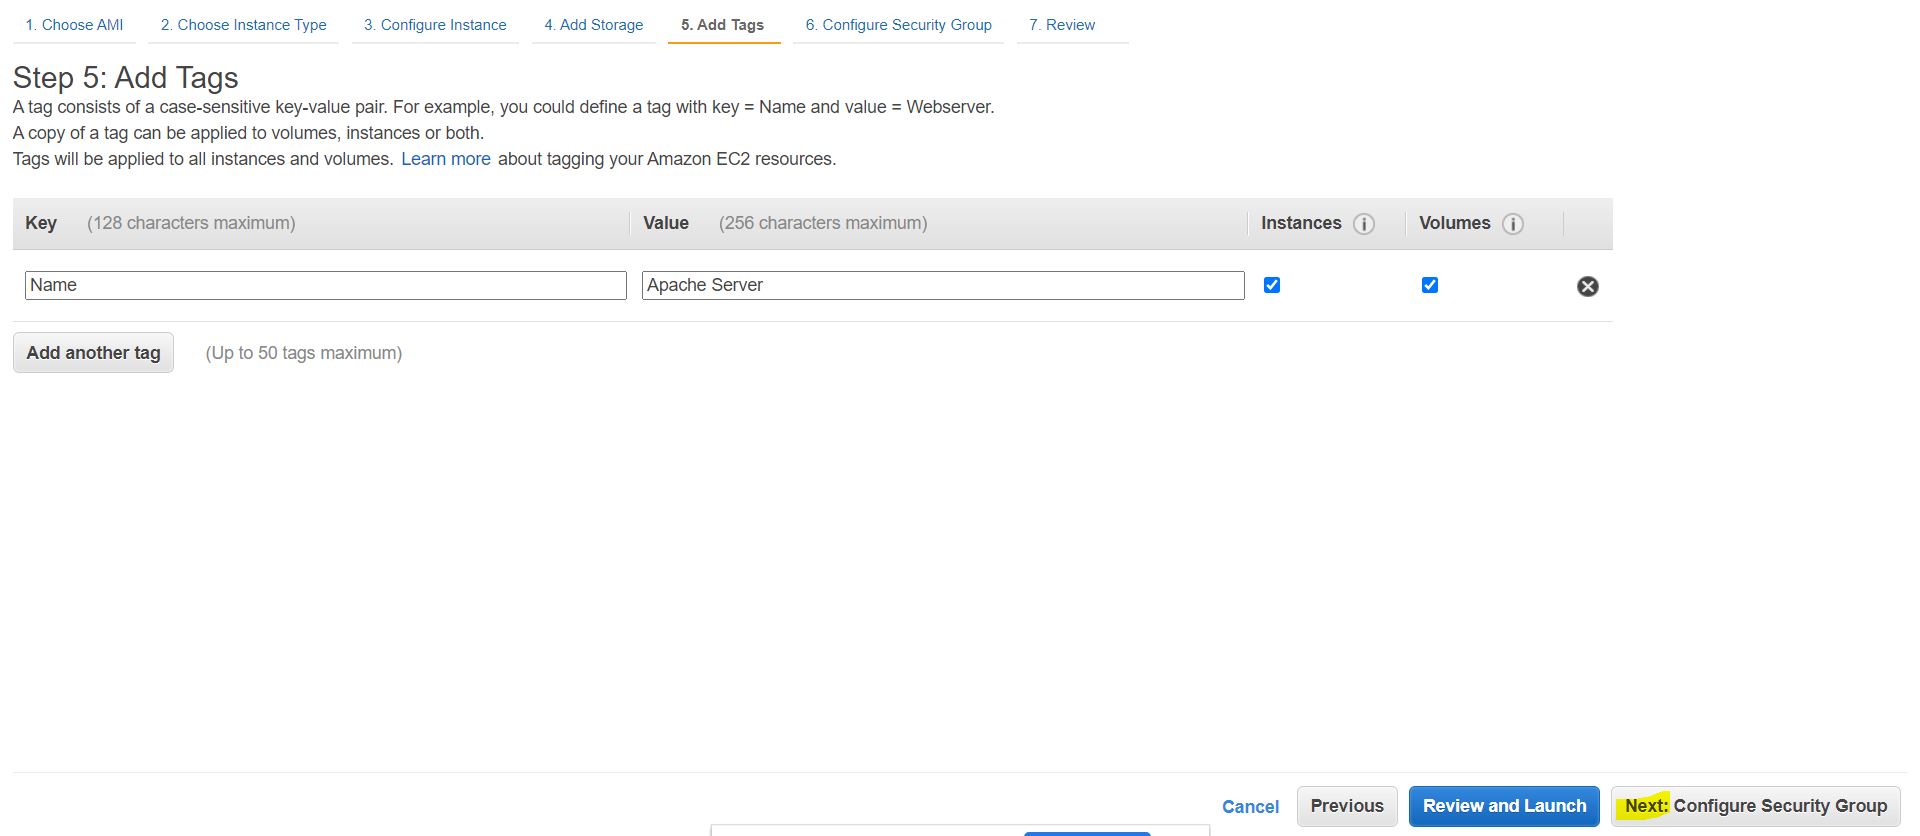 1. Choose AMI 2. Choose Instance Type 3. Configure Instance 4. Add Storage 5. Add Tags 6. Configure Security Group 7. Review
Step 5: Add Tags
A tag consists of a case-sensitive key-value pair. For example, you could define a tag with key = Name and value = Webserver.
A copy of a tag can be applied to volumes, instances or both.
Tags will be applied to all instances and volumes. Learn more about tagging your Amazon EC2 resources.
Key (128 characters maximum) Value (256 characters maximum) Instances i Volumes i
Name Apache Server
Add another tag (Up to 50 tags maximum)
Cancel Previous Review and Launch Next: Configure Security Group